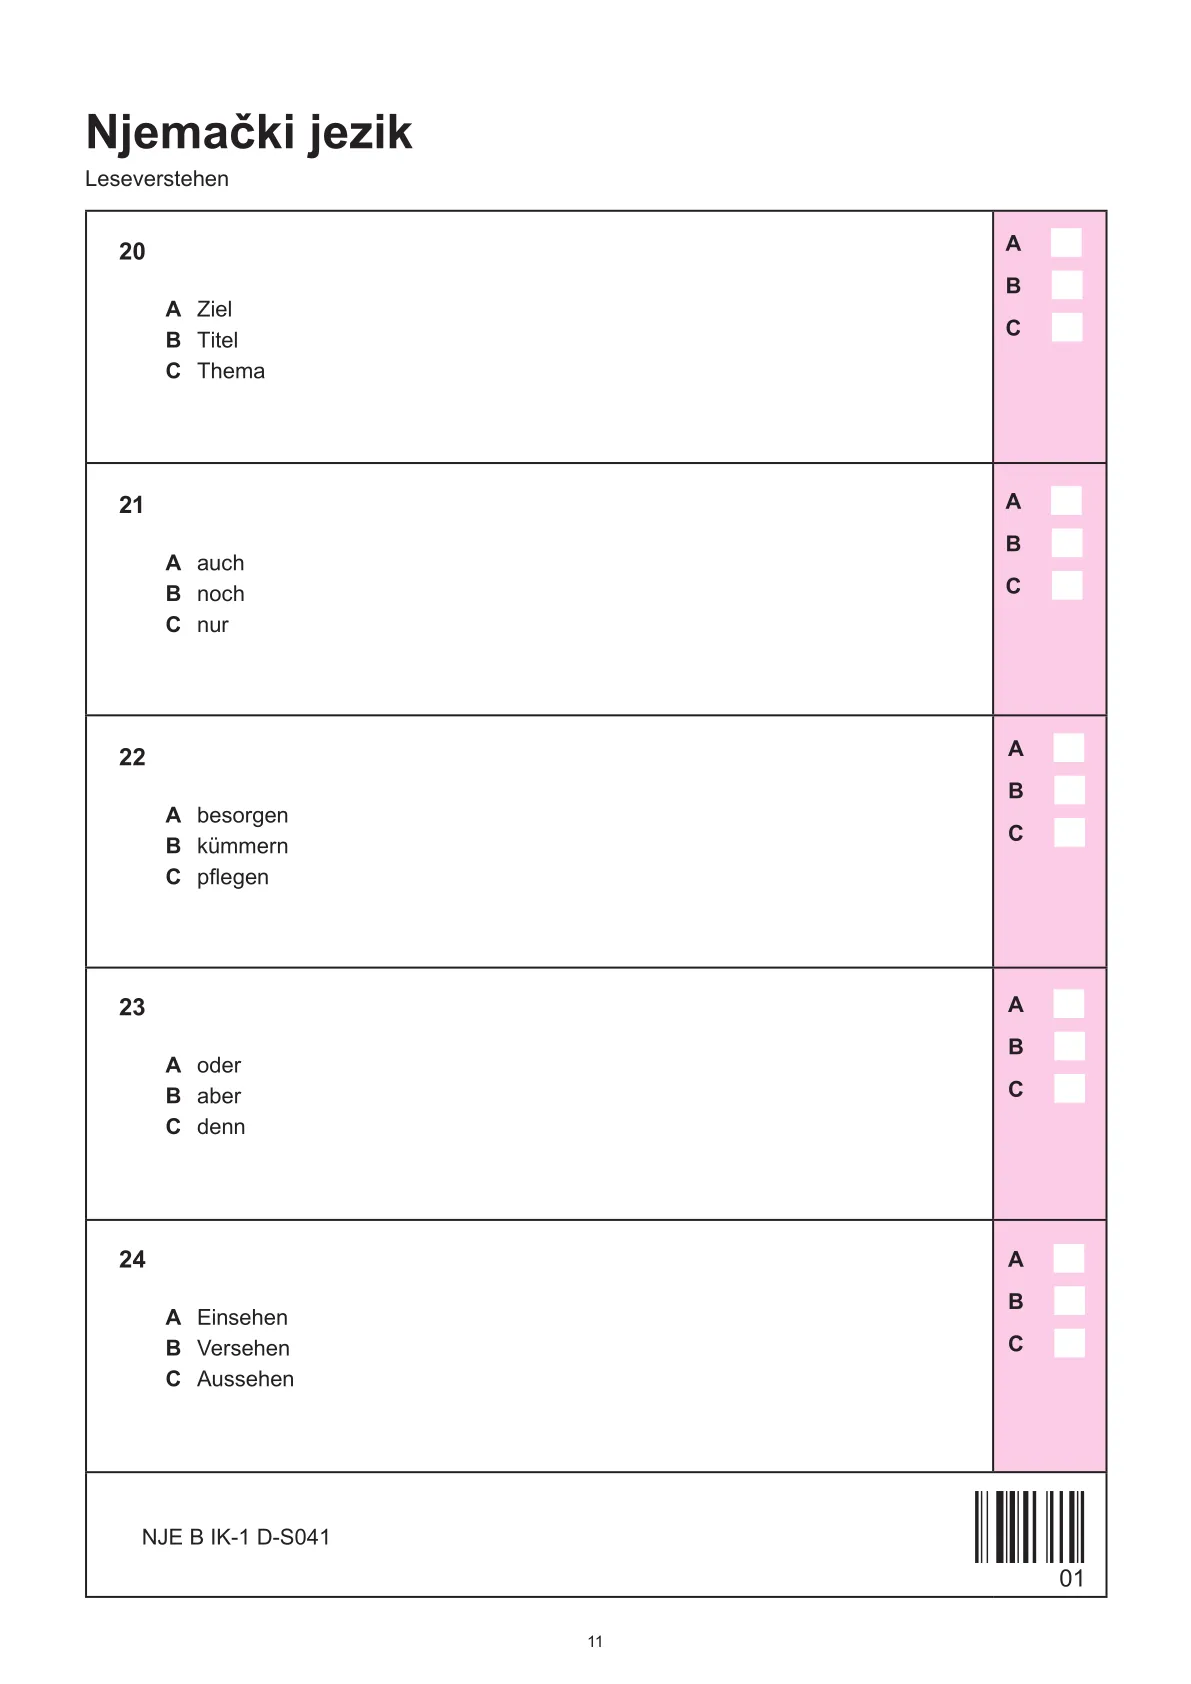 Njemački jezik
Leseverstehen
20
A Ziel
B Titel
C Thema
A
B
C
21
A auch
B noch
C nur
A
B
C
22
A besorgen
B kümmern
C pflegen
A
B
C
23
A oder
B aber
C denn
A
B
C
24
A Einsehen
B Versehen
C Aussehen
A
B
C
NJE B IK-1 D-S041
01
11